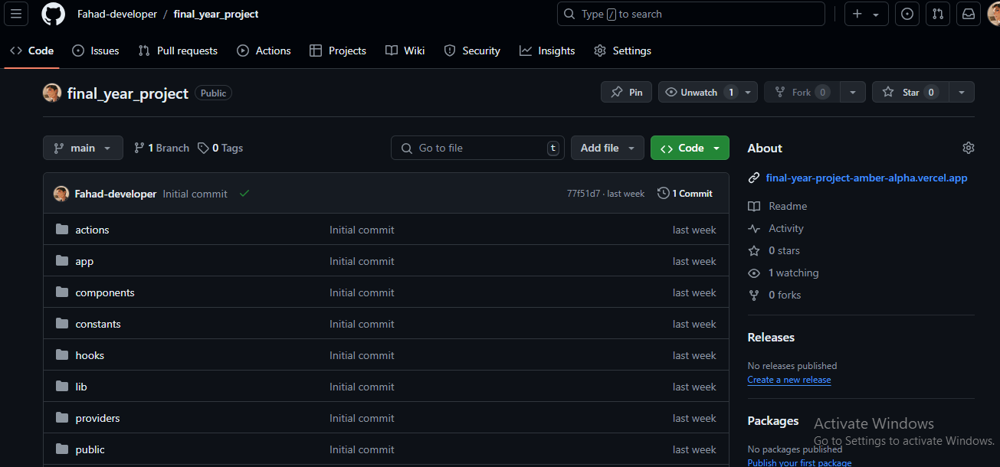 Fahad-developer / final_year_project
Type / to search
Code Issues Pull requests Actions Projects Wiki Security Insights Settings
final_year_project Public
Pin Unwatch 1 Fork 0 Star 0
main 1 Branch 0 Tags
Go to file t Add file Code
Fahad-developer Initial commit 77f51d7 · last week 1 Commit
actions Initial commit last week
app Initial commit last week
components Initial commit last week
constants Initial commit last week
hooks Initial commit last week
lib Initial commit last week
providers Initial commit last week
public Initial commit last week
About
final-year-project-amber-alpha.vercel.app
Readme
Activity
0 stars
1 watching
0 forks
Releases
No releases published
Create a new release
Packages
No packages published
Publish your first package
Activate Windows
Go to Settings to activate Windows.